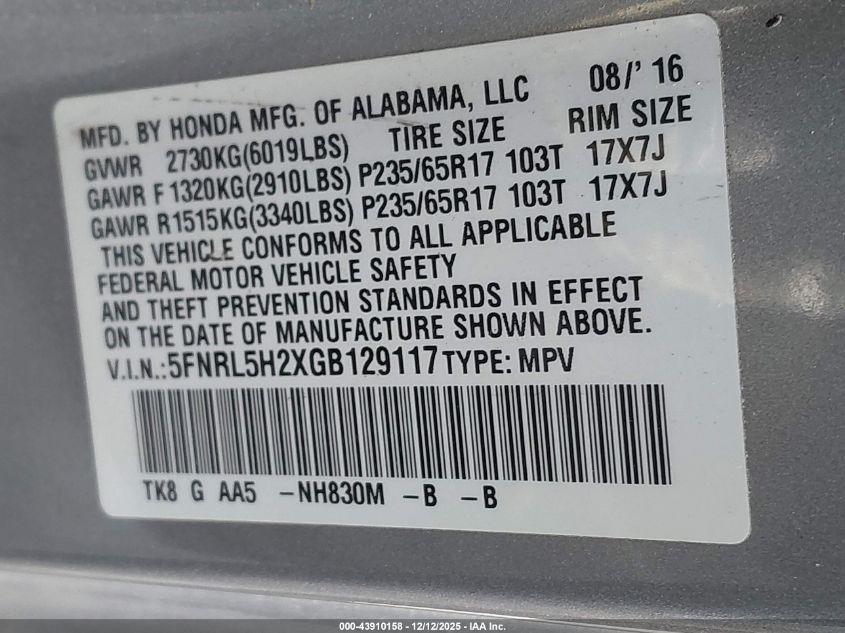 MFD. BY HONDA MFG. OF ALABAMA, LLC 08/' 16
GVWR 2730KG(6019LBS) TIRE SIZE RIM SIZE
GAWR F 1320KG(2910LBS) P235/65R17 103T 17X7J
GAWR R1515KG(3340LBS) P235/65R17 103T 17X7J
THIS VEHICLE CONFORMS TO ALL APPLICABLE
FEDERAL MOTOR VEHICLE SAFETY
AND THEFT PREVENTION STANDARDS IN EFFECT
ON THE DATE OF MANUFACTURE SHOWN ABOVE.
V.I.N.:5FNRL5H2XGB129117 TYPE: MPV
TK8 G AA5 -NH830M -B -B
000-43910158 - 12/12/2025 - IAA Inc.